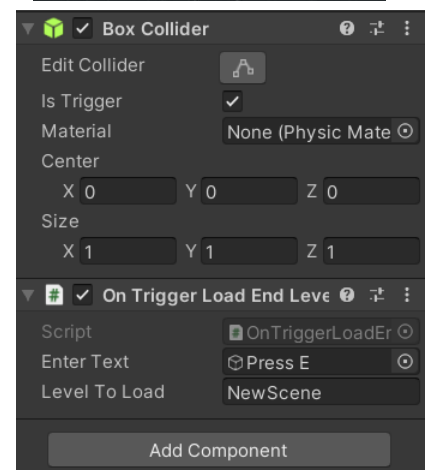 Box Collider
Edit Collider
Is Trigger
Material None (Physic Mate
Center
X 0 Y 0 Z 0
Size
X 1 Y 1 Z 1
# On Trigger Load End Leve
Script # OnTriggerLoadEr
Enter Text Press E
Level To Load NewScene
Add Component